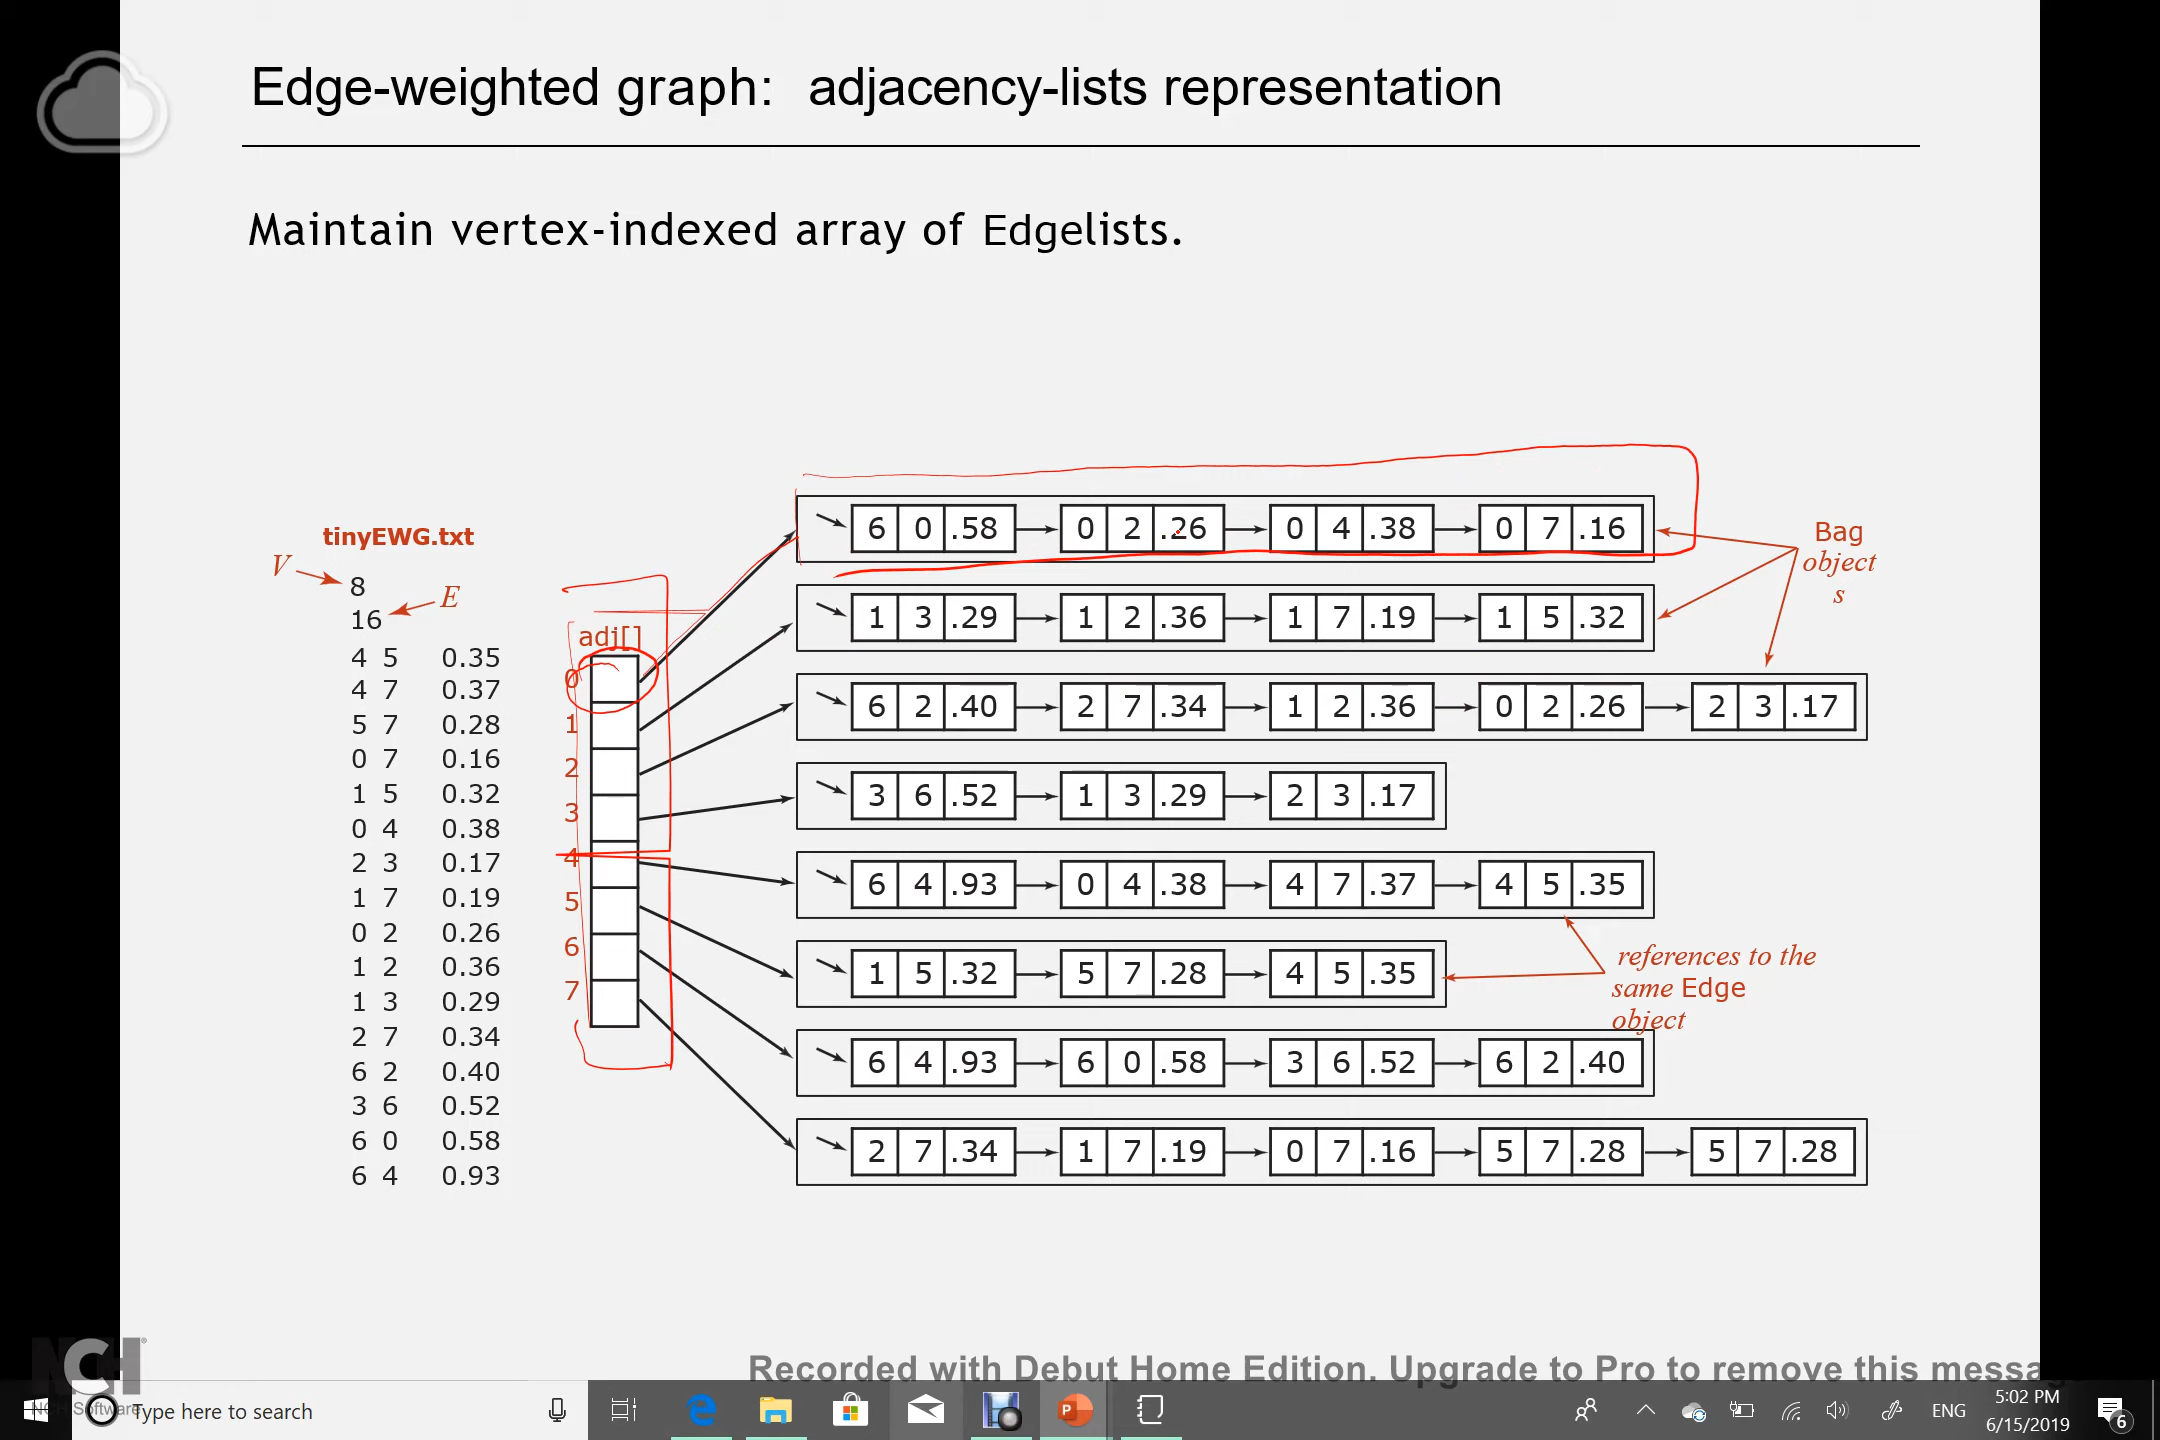 Edge-weighted graph: adjacency-lists representation
Maintain vertex-indexed array of Edgelists.
tinyEWG.txt
V
8
E
16
4 5 0.35
4 7 0.37
5 7 0.28
0 7 0.16
1 5 0.32
0 4 0.38
2 3 0.17
1 7 0.19
0 2 0.26
1 2 0.36
1 3 0.29
2 7 0.34
6 2 0.40
3 6 0.52
6 0 0.58
6 4 0.93
adj[]
0
1
2
3
4
5
6
7
6 0 .58 0 2 .26 0 4 .38 0 7 .16
1 3 .29 1 2 .36 1 7 .19 1 5 .32
6 2 .40 2 7 .34 1 2 .36 0 2 .26 2 3 .17
3 6 .52 1 3 .29 2 3 .17
6 4 .93 0 4 .38 4 7 .37 4 5 .35
1 5 .32 5 7 .28 4 5 .35
6 4 .93 6 0 .58 3 6 .52 6 2 .40
2 7 .34 1 7 .19 0 7 .16 5 7 .28 5 7 .28
Bag
object
s
references to the
same Edge
object
Recorded with Debut Home Edition. Upgrade to Pro to remove this messa
NCH
NCH Software
Type here to search
P
ENG
5:02 PM
6/15/2019
6